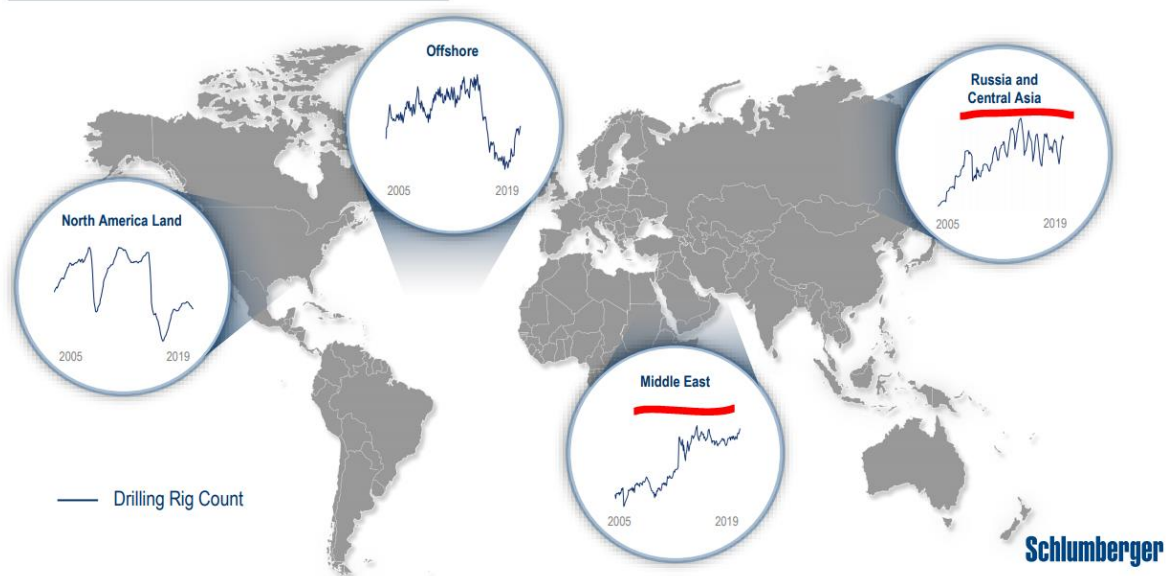 Offshore
2005 2019
Russia and
Central Asia
2005 2019
North America Land
2005 2019
Middle East
2005 2019
Drilling Rig Count
Schlumberger